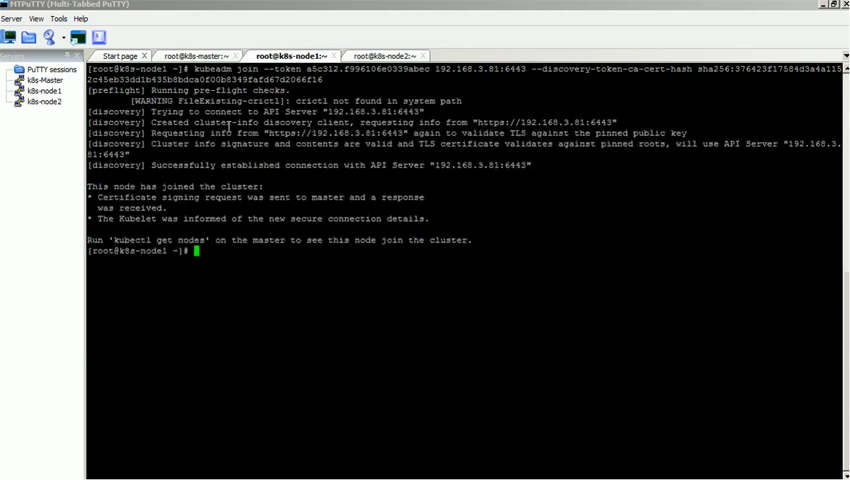 MTPuTTY (Multi-Tabbed PuTTY)
Server View Tools Help
Start page
root@k8s-master:~
root@k8s-node1:~
root@k8s-node2:~
PuTTY sessions
k8s-Master
k8s-node1
k8s-node2
[root@k8s-node1 ~]# kubeadm join --token a5c312.f996106e0339abec 192.168.3.81:6443 --discovery-token-ca-cert-hash sha256:376423f17584d3a4a115
2c45eb33dd1b435b8bdca0f00b8349fafd67d2066f16
[preflight] Running pre-flight checks.
[WARNING FileExisting-crictl]: crictl not found in system path
[discovery] Trying to connect to API Server "192.168.3.81:6443"
[discovery] Created cluster-info discovery client, requesting info from "https://192.168.3.81:6443"
[discovery] Requesting info from "https://192.168.3.81:6443" again to validate TLS against the pinned public key
[discovery] Cluster info signature and contents are valid and TLS certificate validates against pinned roots, will use API Server "192.168.3.
81:6443"
[discovery] Successfully established connection with API Server "192.168.3.81:6443"
This node has joined the cluster:
* Certificate signing request was sent to master and a response
was received.
* The Kubelet was informed of the new secure connection details.
Run 'kubectl get nodes' on the master to see this node join the cluster.
[root@k8s-node1 ~]#